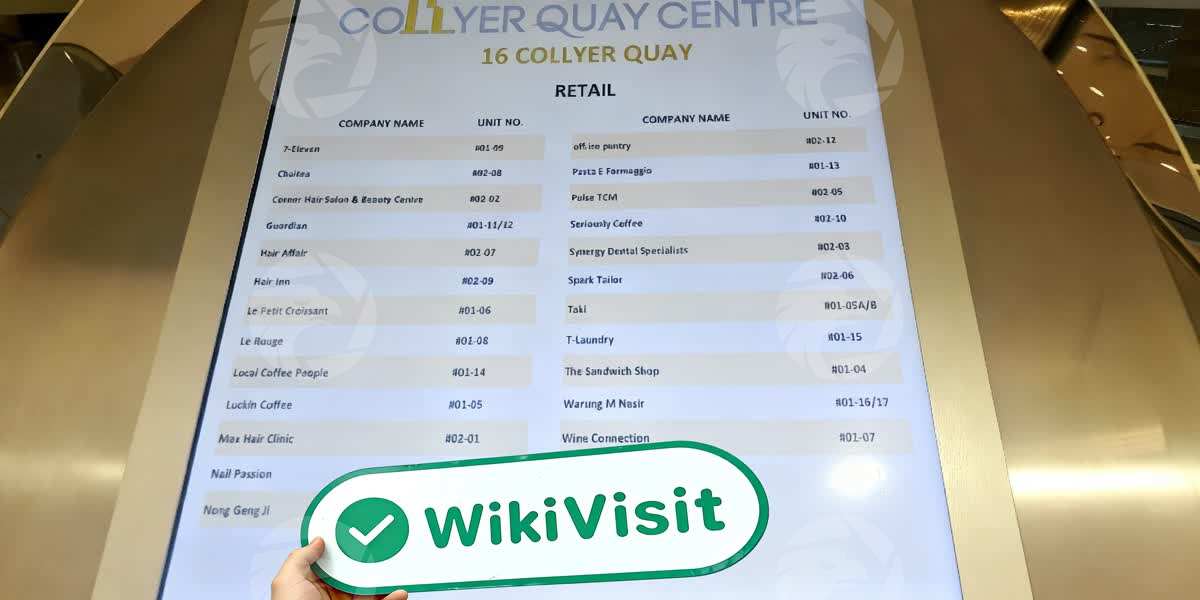 COLLYER QUAY CENTRE
16 COLLYER QUAY
RETAIL
COMPANY NAME UNIT NO.
7-Eleven #01-09
Chaitea #02-08
Corner Hair Salon & Beauty Centre #02-02
Guardian #01-11/12
Hair Affair #02-07
Hair Inn #02-09
Le Petit Croissant #01-06
Le Rouge #01-08
Local Coffee People #01-14
Luckin Coffee #01-05
Max Hair Clinic #02-01
Nail Passion
Nong Geng Ji
COMPANY NAME UNIT NO.
office pantry #02-12
Pasta E Formaggio #01-13
Pulse TCM #02-05
Seriously Coffee #02-10
Synergy Dental Specialists #02-03
Spark Tailor #02-06
Taki #01-05A/B
T-Laundry #01-15
The Sandwich Shop #01-04
Warung M Nasir #01-16/17
Wine Connection #01-07
WikiVisit